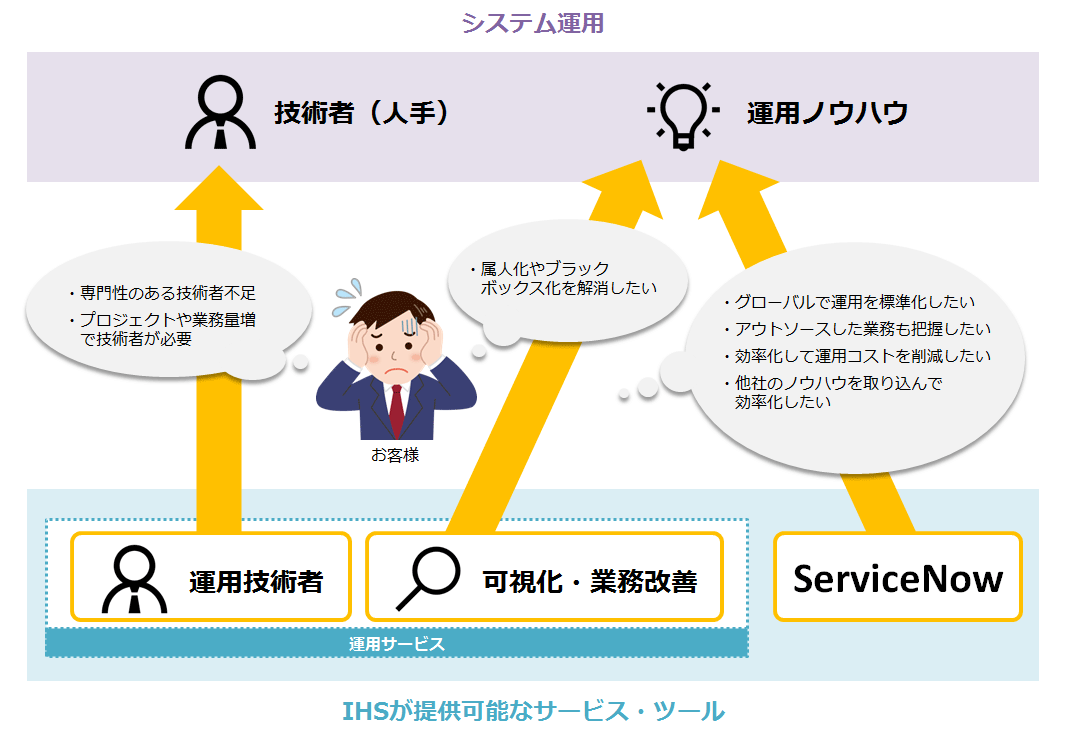 システム運用
技術者（人手）
運用ノウハウ
・専門性のある技術者不足
・プロジェクトや業務量増
で技術者が必要
・属人化やブラック
ボックス化を解消したい
・グローバルで運用を標準化したい
・アウトソースした業務も把握したい
・効率化して運用コストを削減したい
・他社のノウハウを取り込んで
効率化したい
お客様
運用技術者
可視化・業務改善
ServiceNow
運用サービス
IHSが提供可能なサービス・ツール